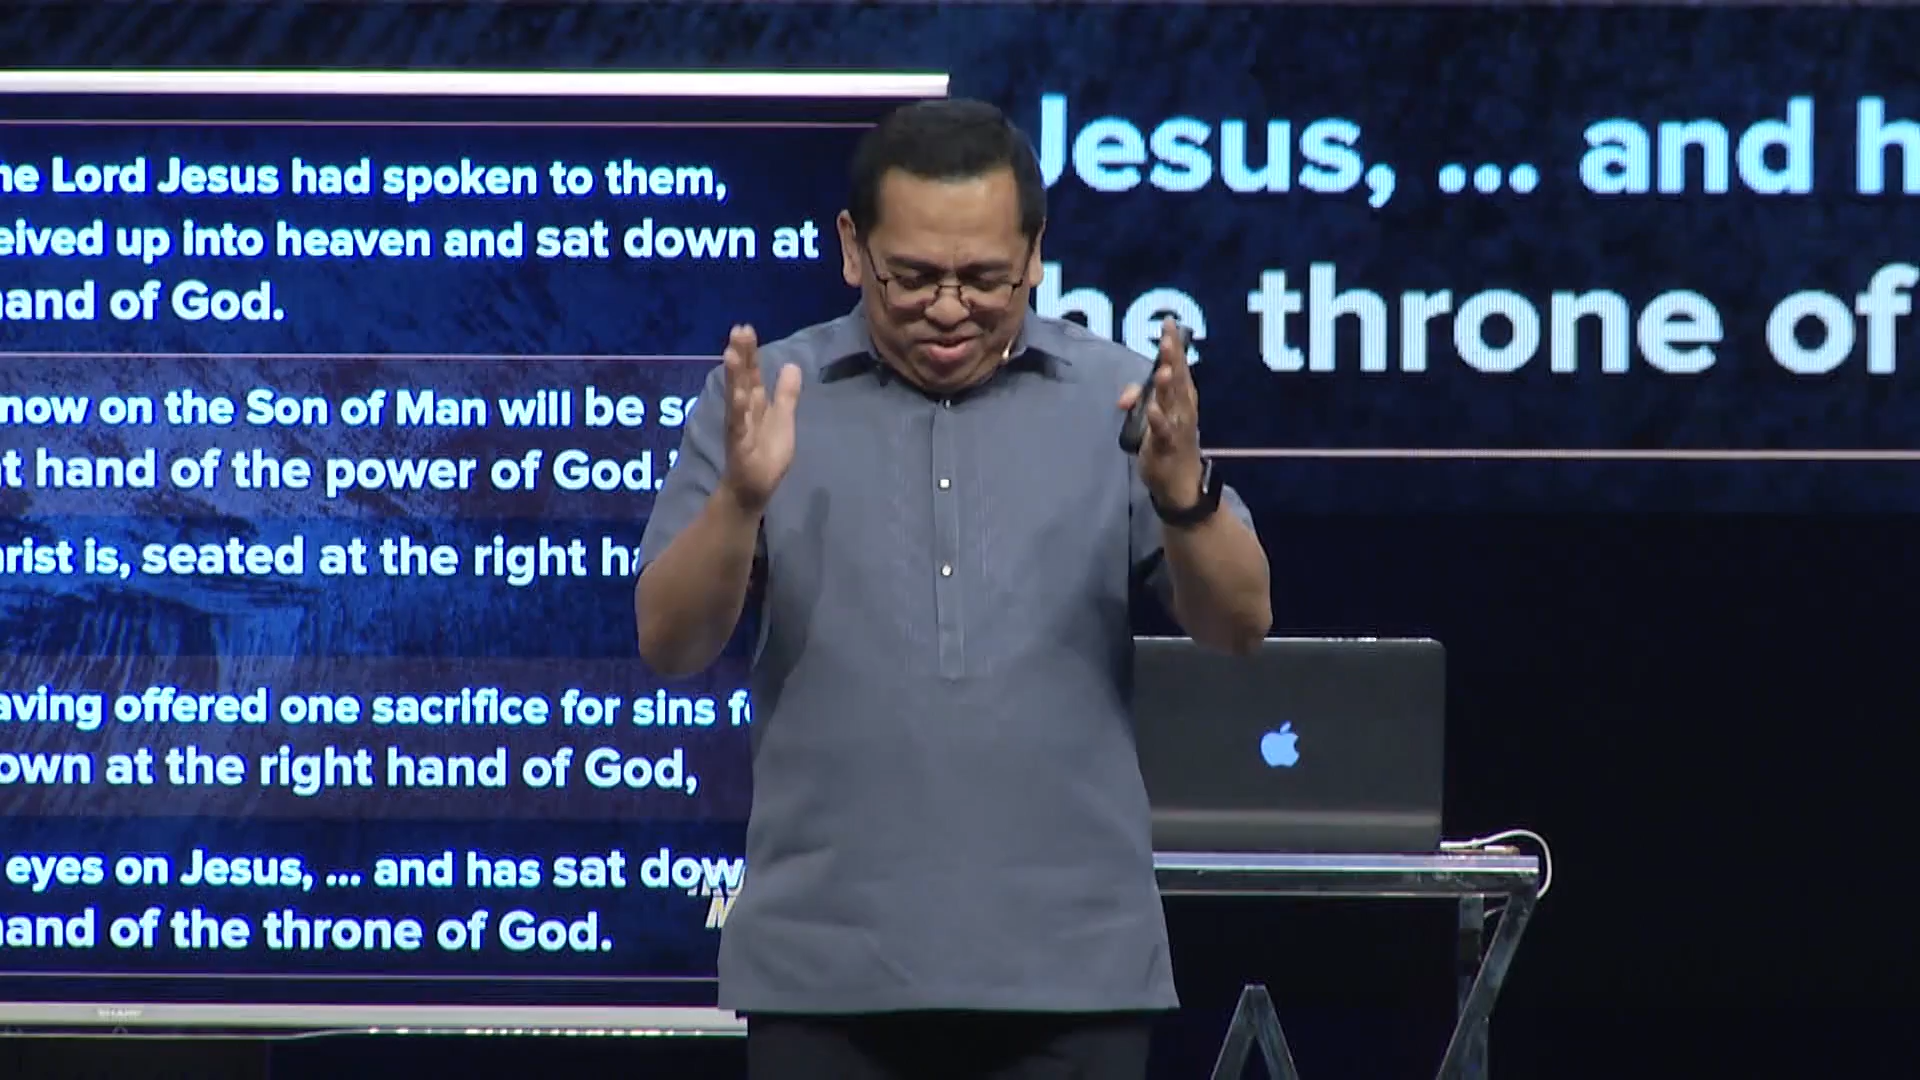 he Lord Jesus had spoken to them,
eived up into heaven and sat down at
hand of God.
now on the Son of Man will be se
t hand of the power of God.'
rist is, seated at the right ha
aving offered one sacrifice for sins fo
own at the right hand of God,
eyes on Jesus, ... and has sat dow
hand of the throne of God.
SHARP
Jesus, ... and h
he throne of